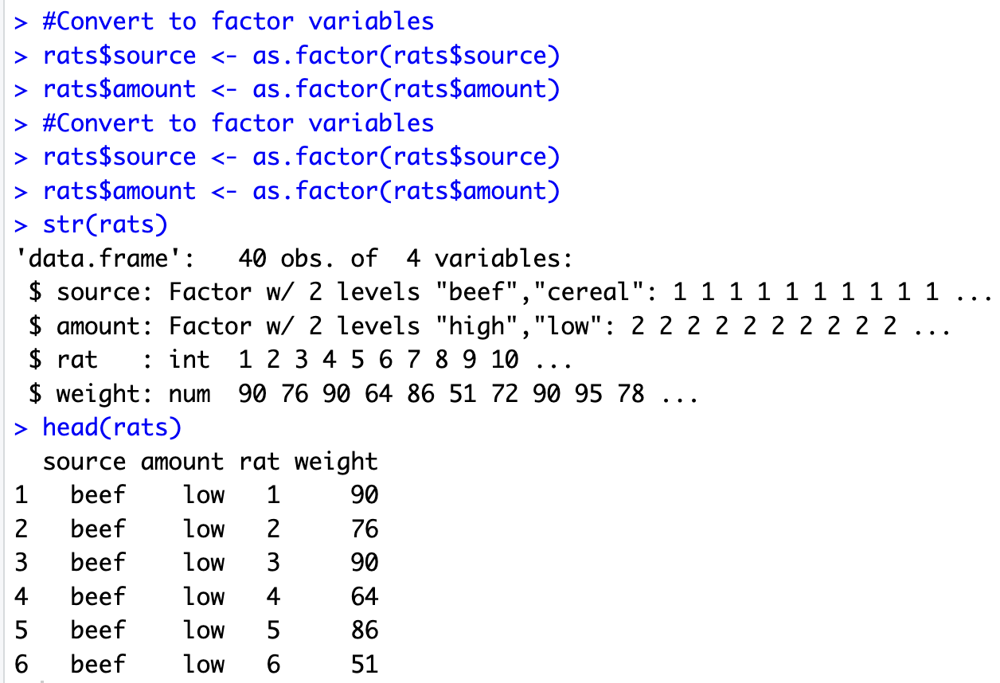 > #Convert to factor variables
> rats$source <- as.factor(rats$source)
> rats$amount <- as.factor(rats$amount)
> #Convert to factor variables
> rats$source <- as.factor(rats$source)
> rats$amount <- as.factor(rats$amount)
> str(rats)
'data.frame':   40 obs. of  4 variables:
 $ source: Factor w/ 2 levels "beef","cereal": 1 1 1 1 1 1 1 1 1 1 ...
 $ amount: Factor w/ 2 levels "high","low": 2 2 2 2 2 2 2 2 2 2 ...
 $ rat   : int  1 2 3 4 5 6 7 8 9 10 ...
 $ weight: num  90 76 90 64 86 51 72 90 95 78 ...
> head(rats)
  source amount rat weight
1   beef    low   1     90
2   beef    low   2     76
3   beef    low   3     90
4   beef    low   4     64
5   beef    low   5     86
6   beef    low   6     51